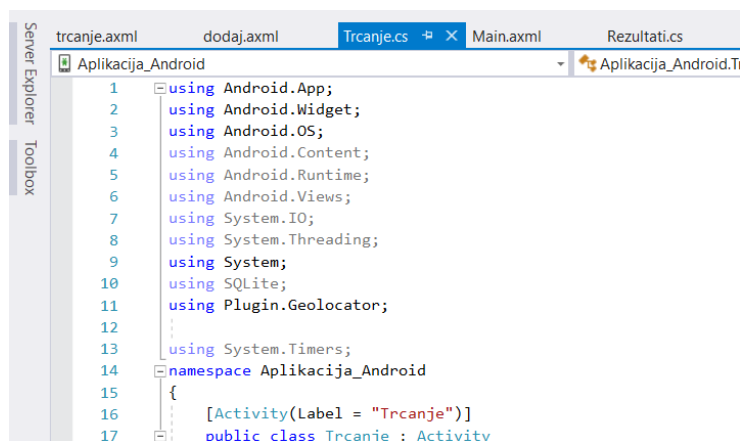 Server Explorer
Toolbox
trcanje.axml dodaj.axml Trcanje.cs Main.axml Rezultati.cs
Aplikacija_Android Aplikacija_Android.Tr
1 using Android.App;
2 using Android.Widget;
3 using Android.OS;
4 using Android.Content;
5 using Android.Runtime;
6 using Android.Views;
7 using System.IO;
8 using System.Threading;
9 using System;
10 using SQLite;
11 using Plugin.Geolocator;
12
13 using System.Timers;
14 namespace Aplikacija_Android
15 {
16 [Activity(Label = "Trcanje")]
17 public class Trcanje : Activity